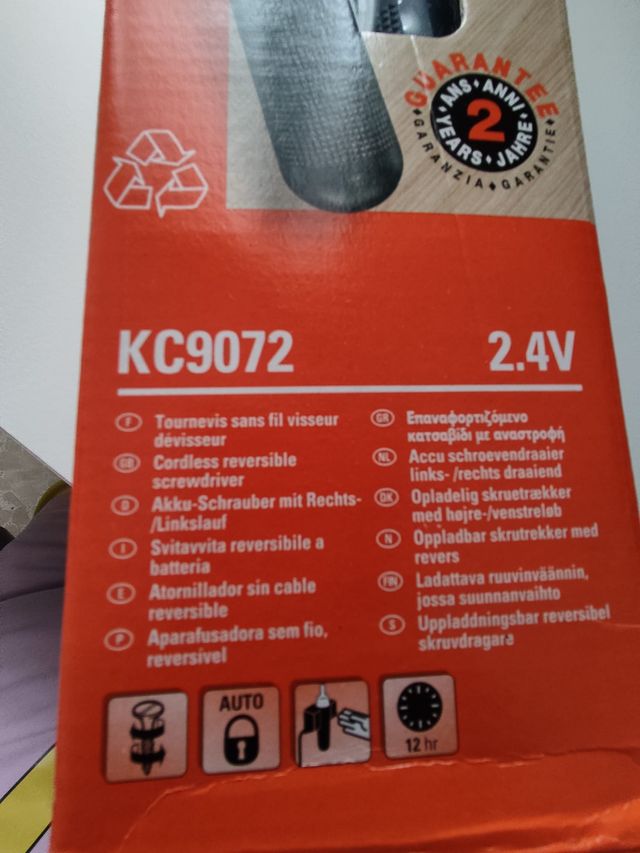 GUARANTEE
ANS • ANNI
2
YEARS • JAHRE
GARANZIA ◆ GARANTIE
KC9072
2.4V
F Tournevis sans fil visseur
dévisseur
GB Cordless reversible
screwdriver
D Akku-Schrauber mit Rechts-
/Linkslauf
I Svitavvita reversibile a
batteria
E Atornillador sin cable
reversible
P Aparafusadora sem fio,
reversível
GR Επαναφορτιζόμενο
κατσαβίδι με αναστροφή
NL Accu schroevendraaier
links- /rechts draaiend
DK Opladelig skruetrækker
med højre-/venstreløb
N Oppladbar skrutrekker med
revers
FIN Ladattava ruuvinväännin,
jossa suunnanvaihto
S Uppladdningsbar reversibel
skruvdragare
AUTO
12 hr